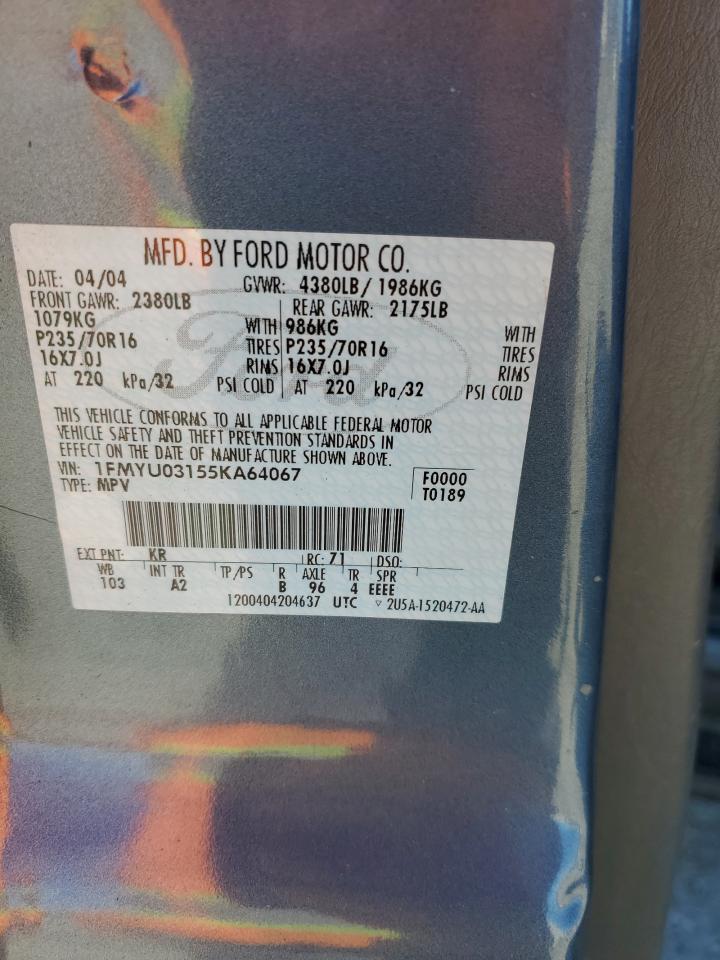 MFD. BY FORD MOTOR CO.
DATE: 04/04 GVWR: 4380LB/ 1986KG
FRONT GAWR: 2380LB REAR GAWR: 2175LB
1079KG WITH 986KG WITH
P235/70R16 TIRES P235/70R16 TIRES
16X7.0J RIMS 16X7.0J RIMS
AT 220 kPa/32 PSI COLD AT 220 kPa/32 PSI COLD
Ford
THIS VEHICLE CONFORMS TO ALL APPLICABLE FEDERAL MOTOR
VEHICLE SAFETY AND THEFT PREVENTION STANDARDS IN
EFFECT ON THE DATE OF MANUFACTURE SHOWN ABOVE.
VIN: 1FMYU03155KA64067 F0000
TYPE: MPV T0189
EXT PNT: KR RC: 71 DSO:
WB INT TR TP/PS R AXLE TR SPR
103 A2 B 96 4 EEEE
1200404204637 UTC ▽ 2U5A-1520472-AA